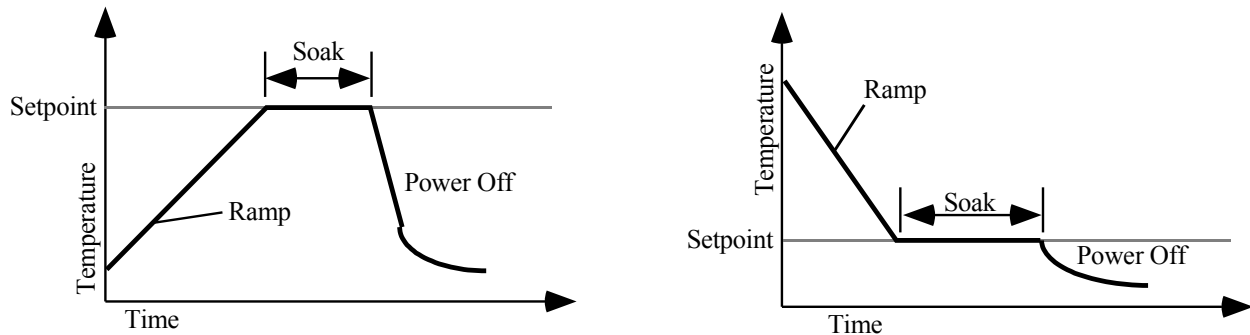 Soak
Setpoint
Temperature
Power Off
Ramp
Time
Ramp
Temperature
Soak
Setpoint
Power Off
Time